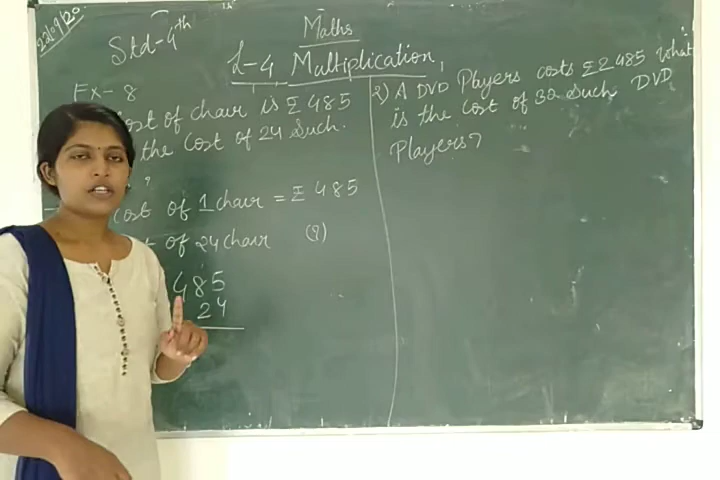 22/09/20
Std-4th
Maths
L-4 Multiplication,
Ex-8
Cost of chair is ₹ 485
the cost of 24 such
?
cost of 1 chair = ₹ 485
of 24 chair (?)
485
24
2) A DVD Players costs ₹ 2485 What
is the cost of 32 such DVD
Players?